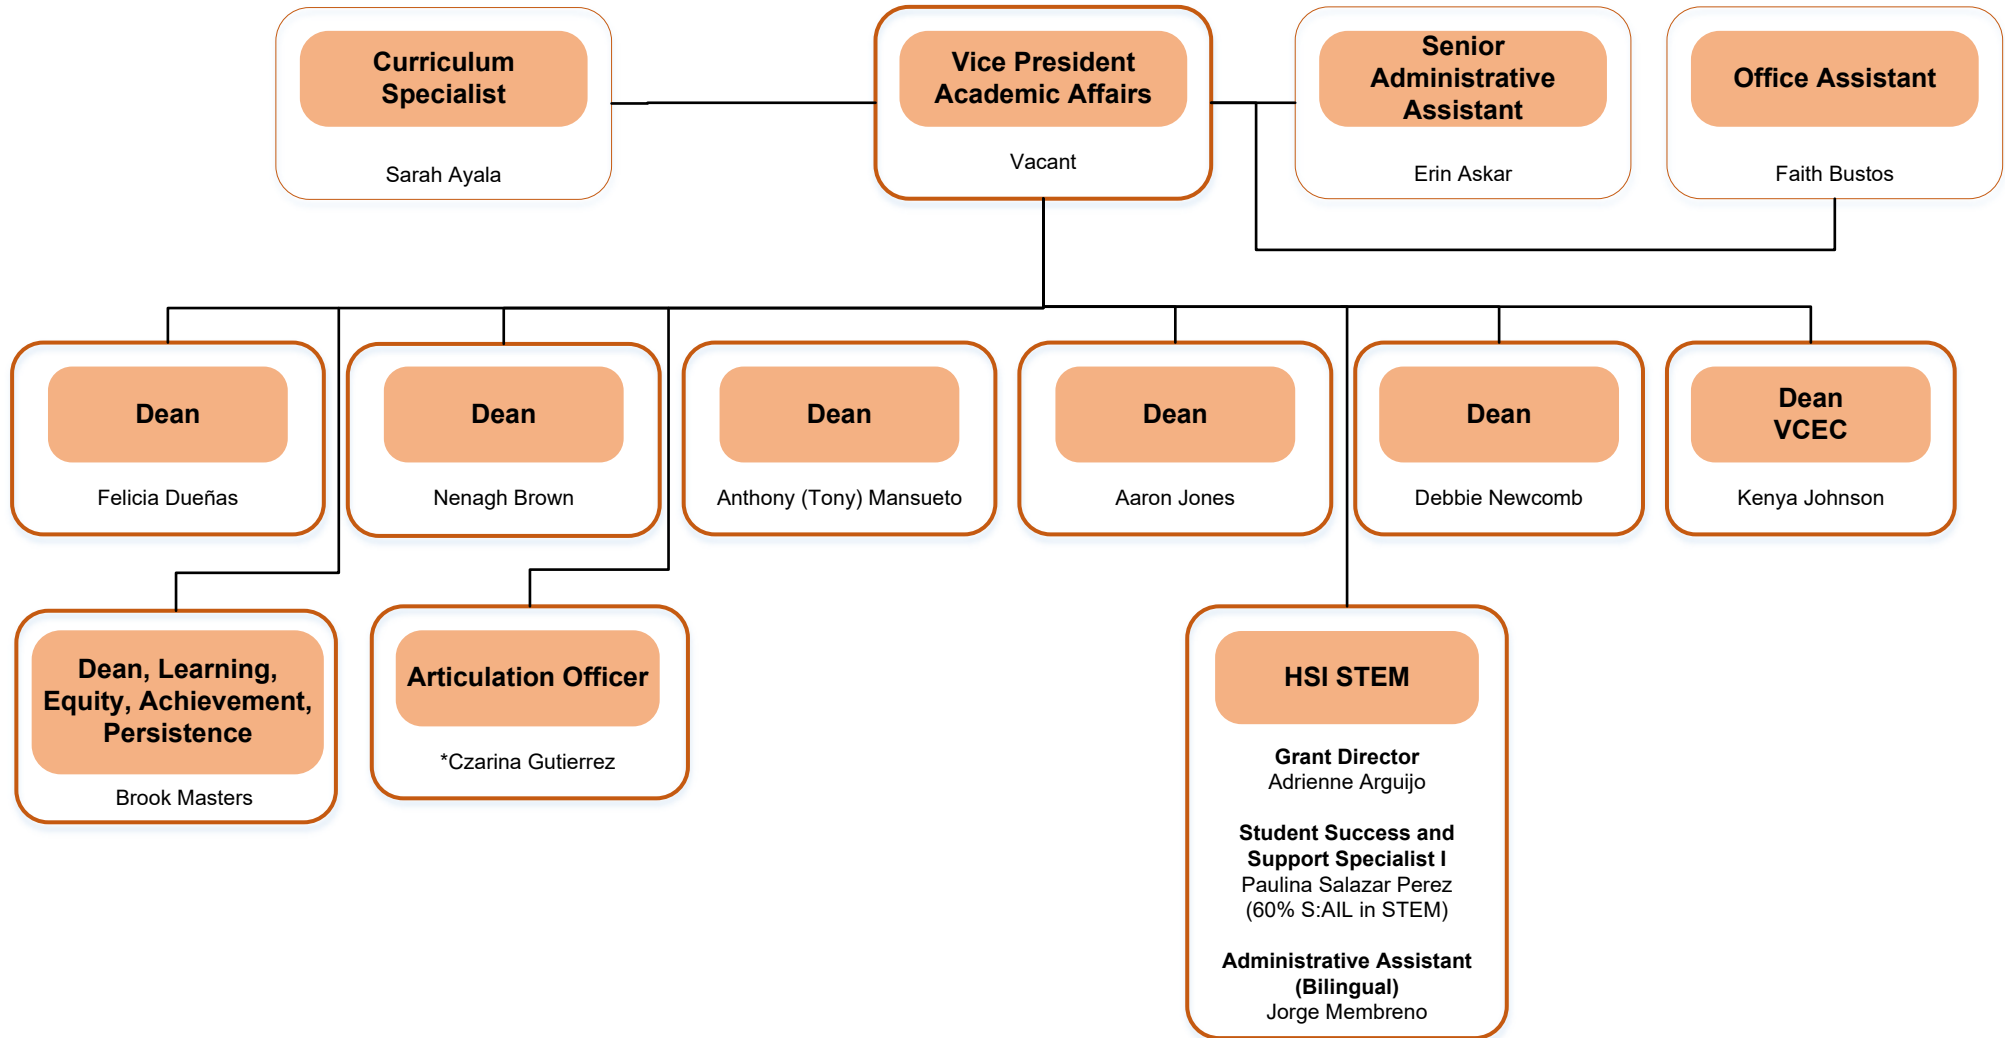 Curriculum
Specialist
Sarah Ayala
Vice President
Academic Affairs
Vacant
Senior
Administrative
Assistant
Erin Askar
Office Assistant
Faith Bustos
Dean
Felicia Dueñas
Dean
Nenagh Brown
Dean
Anthony (Tony) Mansueto
Dean
Aaron Jones
Dean
Debbie Newcomb
Dean
VCEC
Kenya Johnson
Dean, Learning,
Equity, Achievement,
Persistence
Brook Masters
Articulation Officer
*Czarina Gutierrez
HSI STEM
Grant Director
Adrienne Arguijo
Student Success and
Support Specialist I
Paulina Salazar Perez
(60% S:AIL in STEM)
Administrative Assistant
(Bilingual)
Jorge Membreno